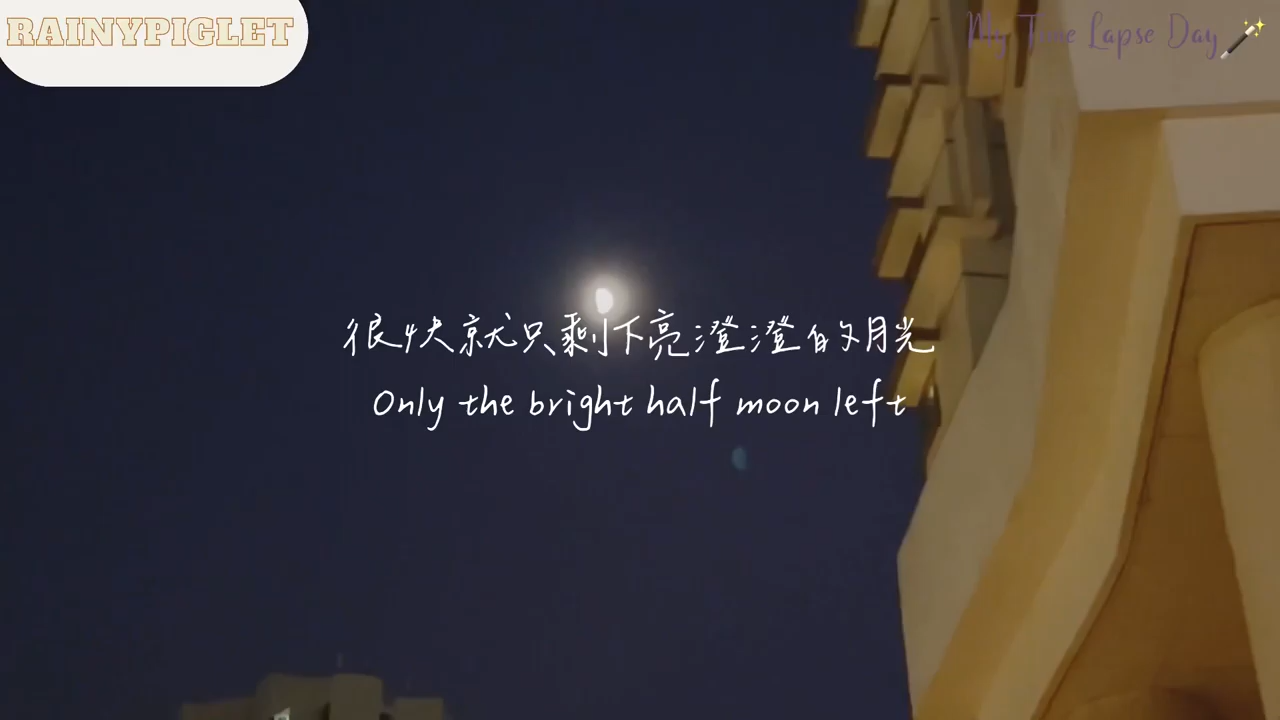 RAINYPIGLET
My Time Lapse Day
很快就只剩下亮澄澄的月光
Only the bright half moon left